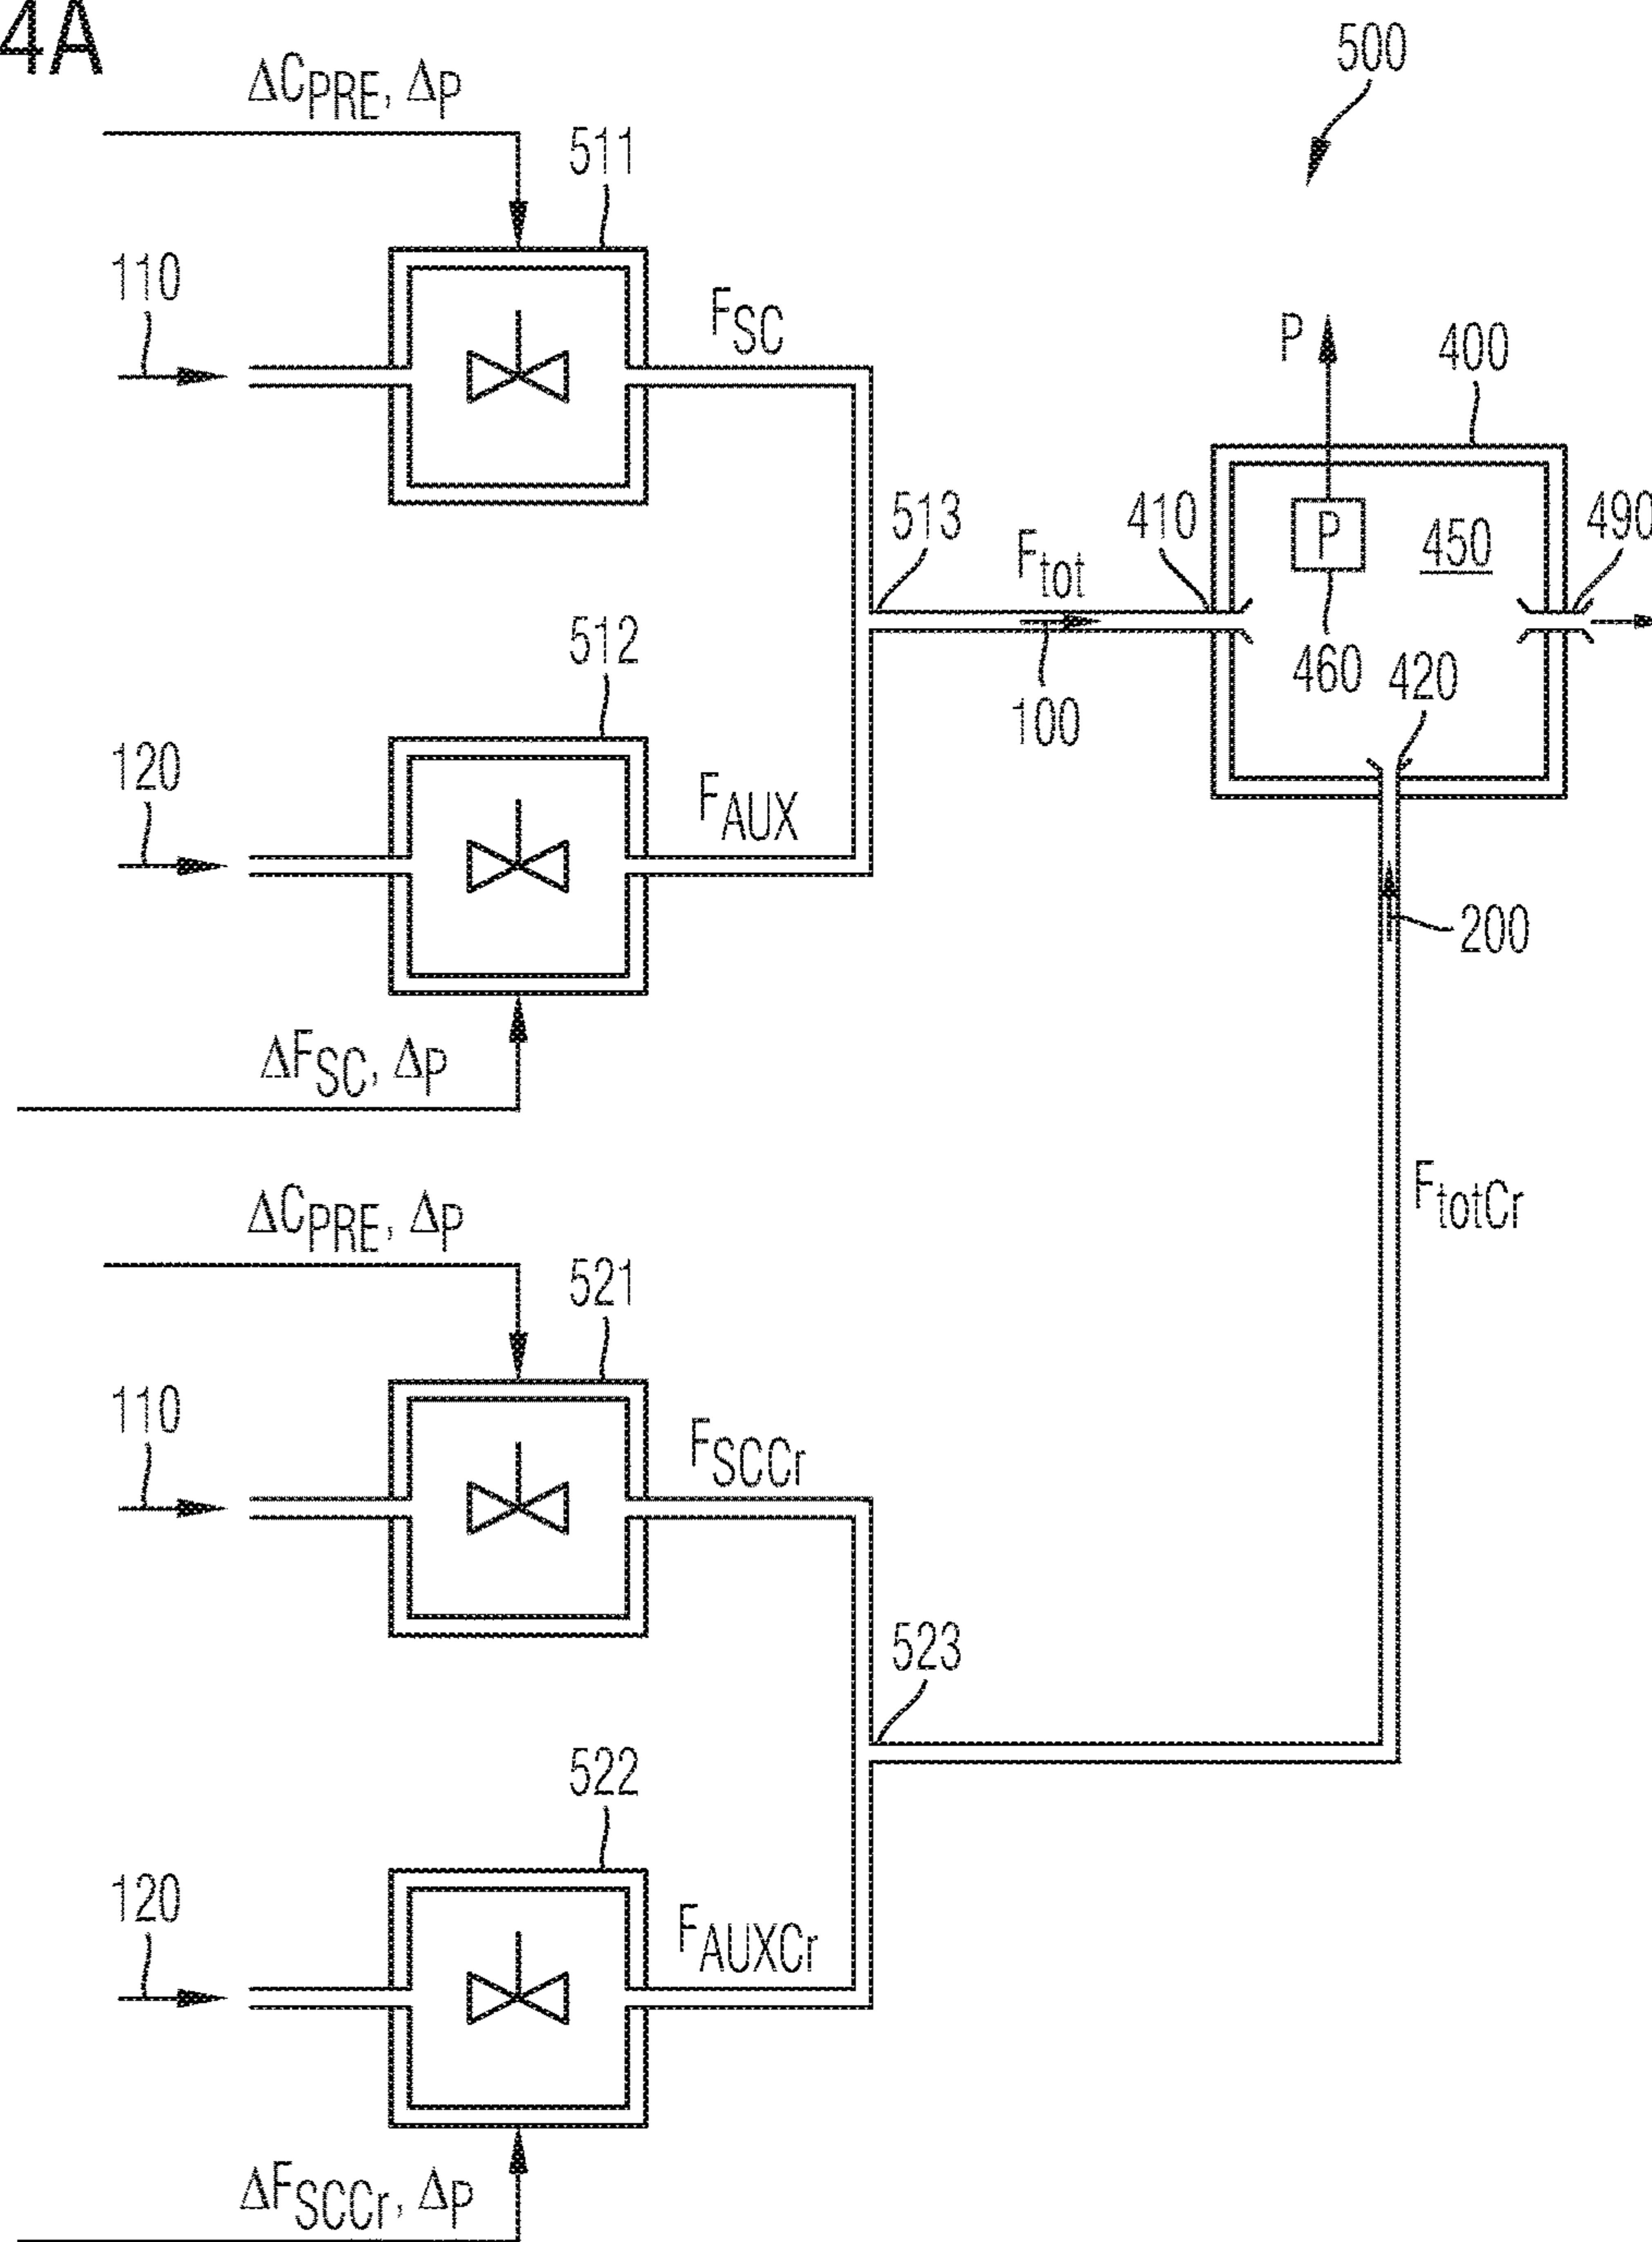 4A
500
ΔCPRE, ΔP
511
110
FSC
P
400
513
410
Ftot
P
450
490
512
460
420
100
120
FAUX
200
ΔFSC, ΔP
FtotCr
ΔCPRE, ΔP
521
110
FSCCr
523
522
120
FAUXCr
ΔFSCCr, ΔP